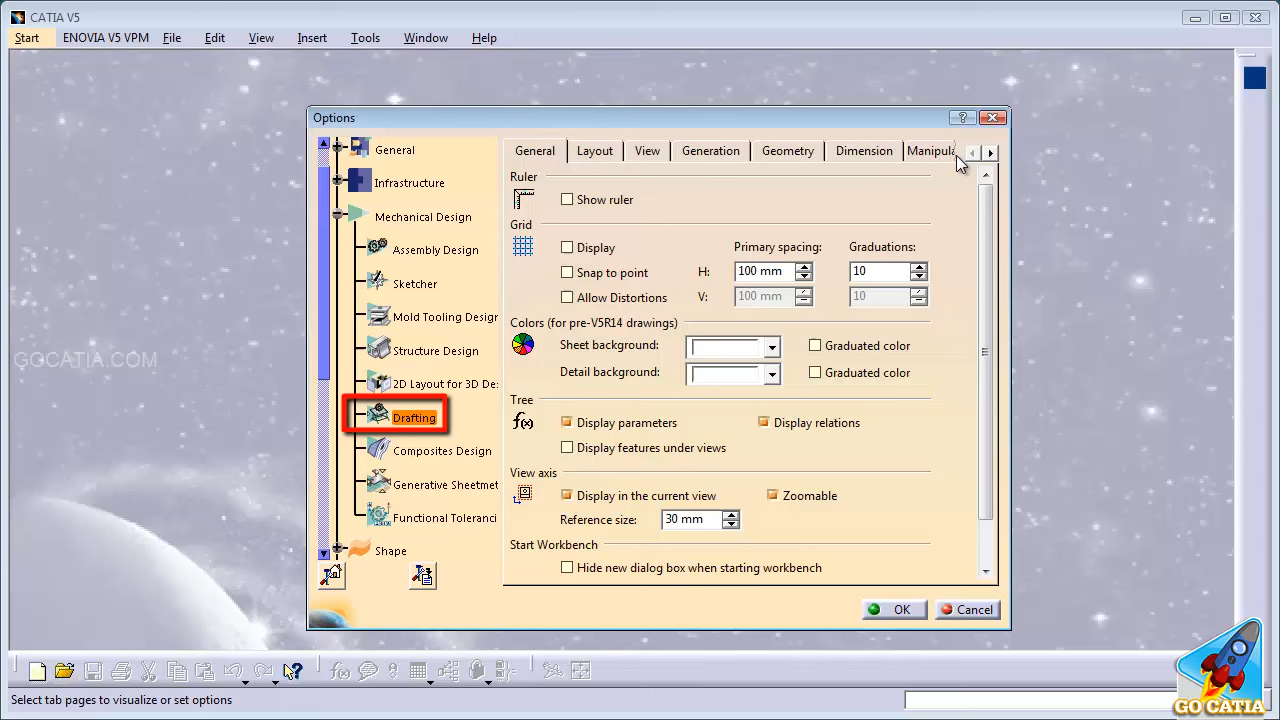 CATIA V5
Start ENOVIA V5 VPM File Edit View Insert Tools Window Help
Options
General
Infrastructure
Mechanical Design
Assembly Design
Sketcher
Mold Tooling Design
Structure Design
2D Layout for 3D De:
Drafting
Composites Design
Generative Sheetmet
Functional Toleranci
Shape
General Layout View Generation Geometry Dimension Manipula
Ruler
Show ruler
Grid
Display Primary spacing: Graduations:
Snap to point H: 100 mm 10
Allow Distortions V: 100 mm 10
Colors (for pre-V5R14 drawings)
Sheet background: Graduated color
Detail background: Graduated color
Tree
f(x) Display parameters Display relations
Display features under views
View axis
Display in the current view Zoomable
Reference size: 30 mm
Start Workbench
Hide new dialog box when starting workbench
OK Cancel
GOCATIA.COM
Select tab pages to visualize or set options
GO CATIA